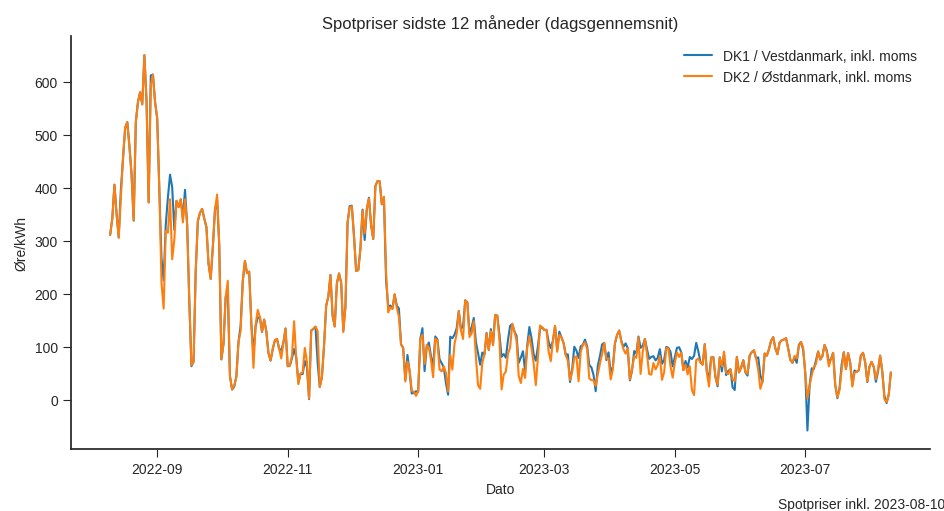 Spotpriser sidste 12 måneder (dagsgennemsnit)
DK1 / Vestdanmark, inkl. moms
DK2 / Østdanmark, inkl. moms
600
500
400
300
200
100
0
Øre/kWh
2022-09 2022-11 2023-01 2023-03 2023-05 2023-07
Dato
Spotpriser inkl. 2023-08-10